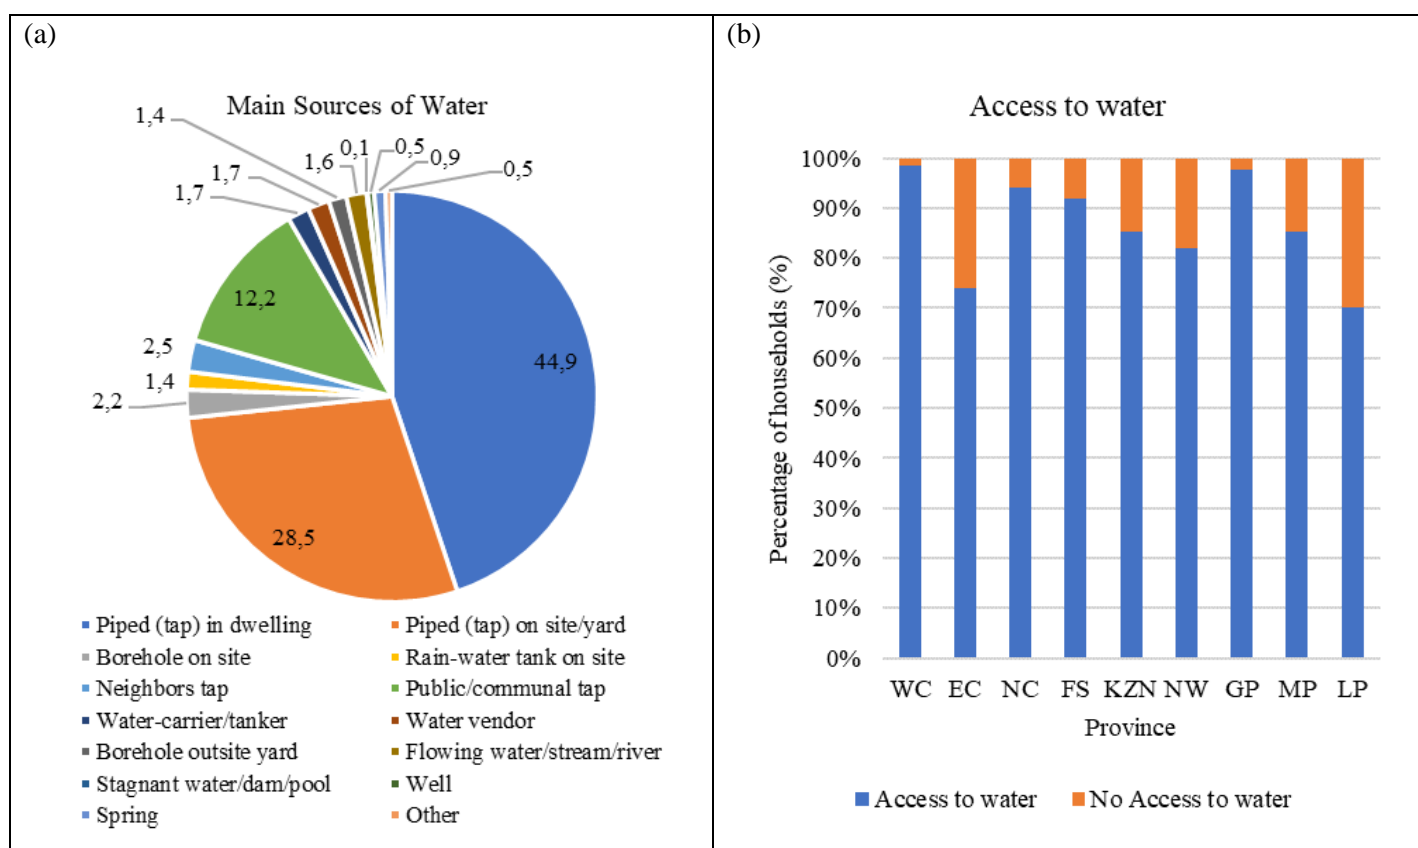 (a)
Main Sources of Water
1,4
1,7
1,7
1,6
0,1
0,5
0,9
0,5
12,2
2,5
1,4
2,2
44,9
28,5
Piped (tap) in dwelling
Piped (tap) on site/yard
Borehole on site
Rain-water tank on site
Neighbors tap
Public/communal tap
Water-carrier/tanker
Water vendor
Borehole outsite yard
Flowing water/stream/river
Stagnant water/dam/pool
Well
Spring
Other
(b)
Access to water
Percentage of households (%)
100%
90%
80%
70%
60%
50%
40%
30%
20%
10%
0%
WC EC NC FS KZN NW GP MP LP
Province
Access to water
No Access to water